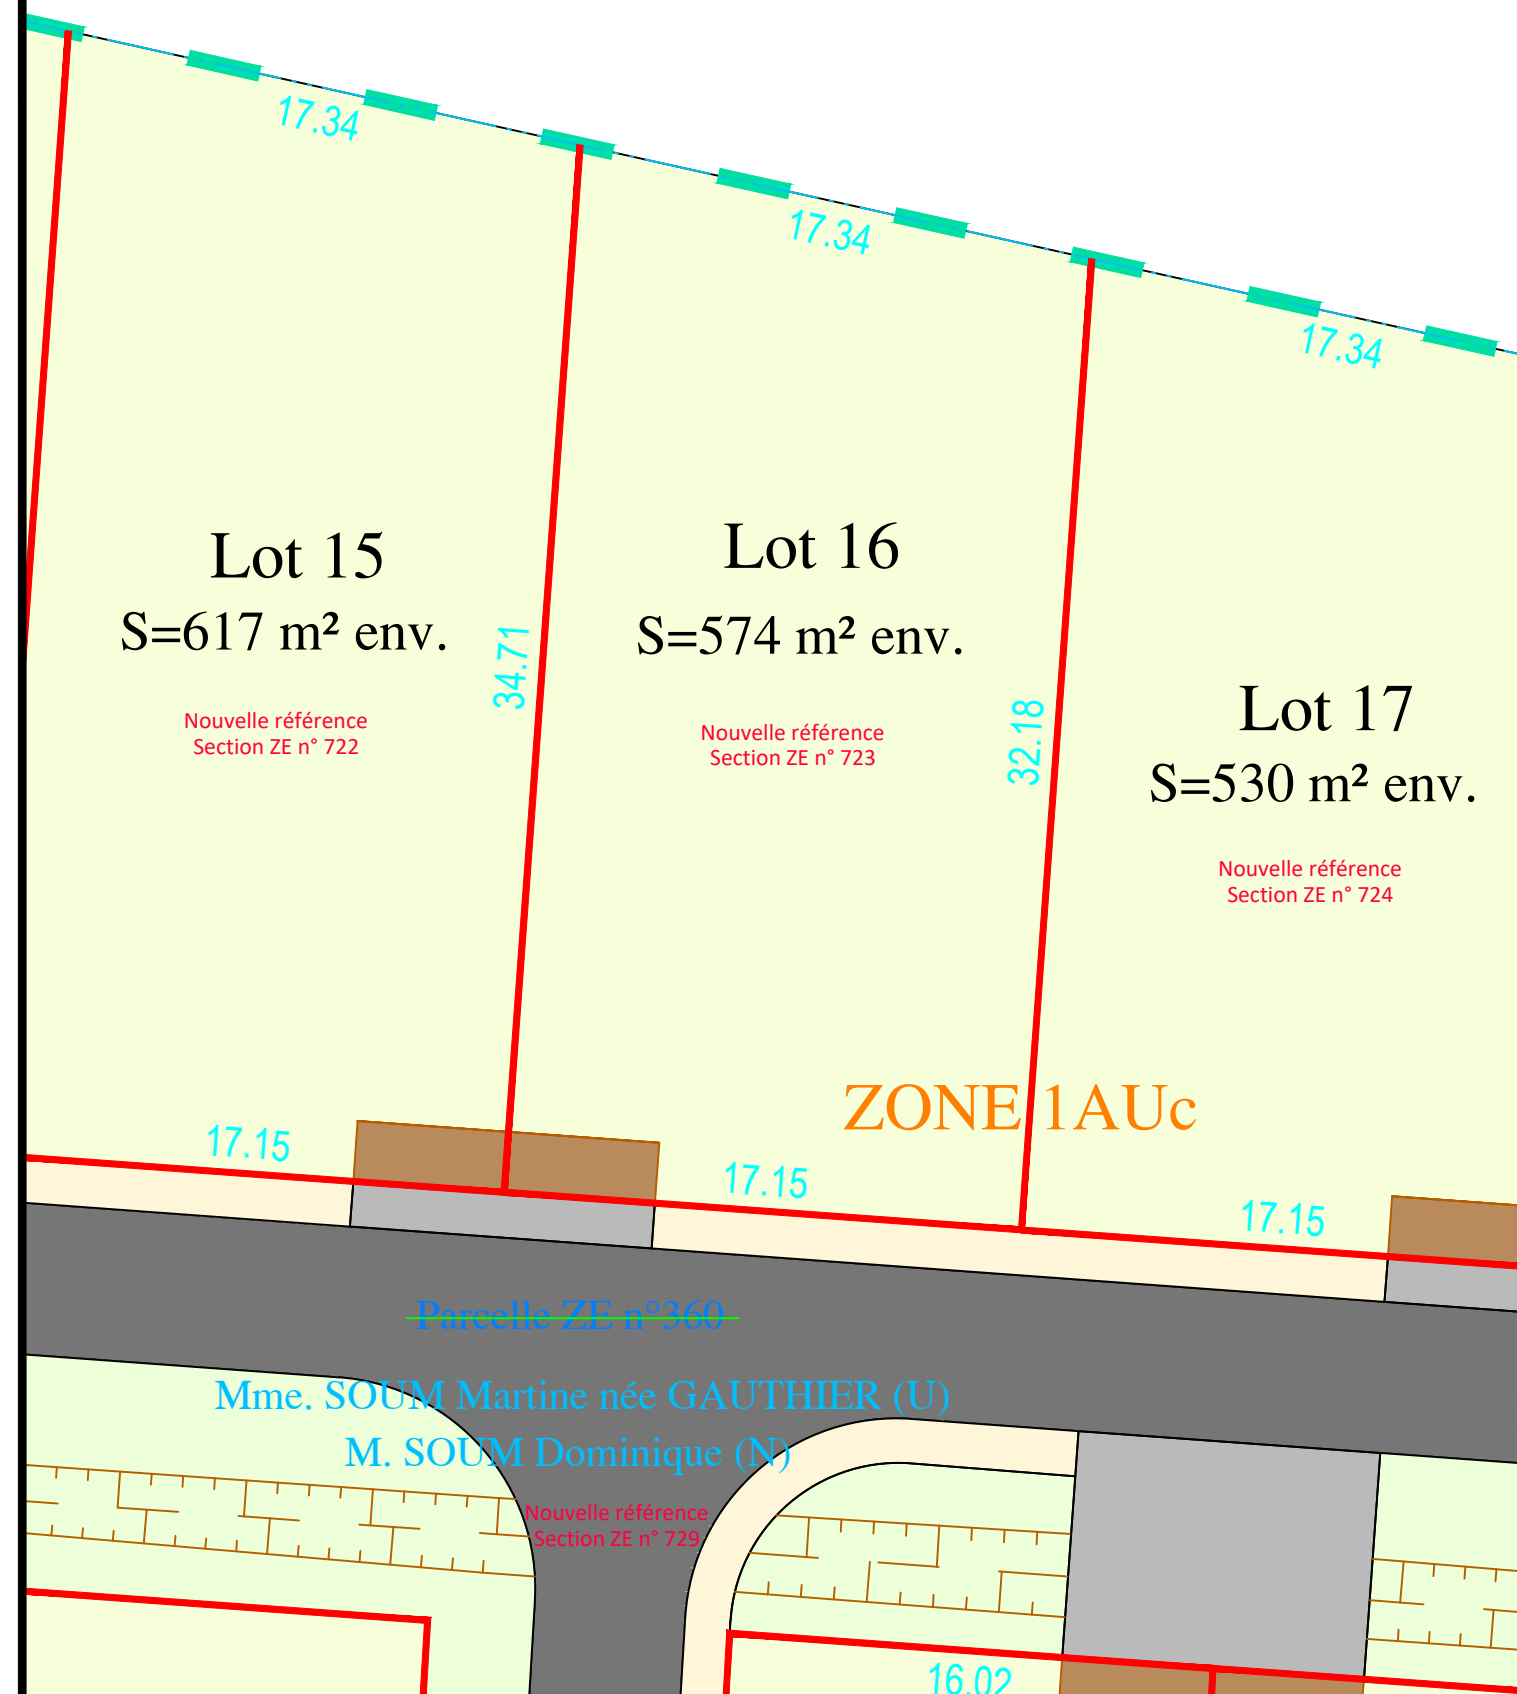 17.34
17.34
17.34
Lot 15
S=617 m² env.
Nouvelle référence
Section ZE n° 722
34.71
Lot 16
S=574 m² env.
Nouvelle référence
Section ZE n° 723
32.18
Lot 17
S=530 m² env.
Nouvelle référence
Section ZE n° 724
ZONE 1AUc
17.15
17.15
17.15
Parcelle ZE n°360
Mme. SOUM Martine née GAUTHIER (U)
M. SOUM Dominique (N)
Nouvelle référence
Section ZE n° 729
16.02